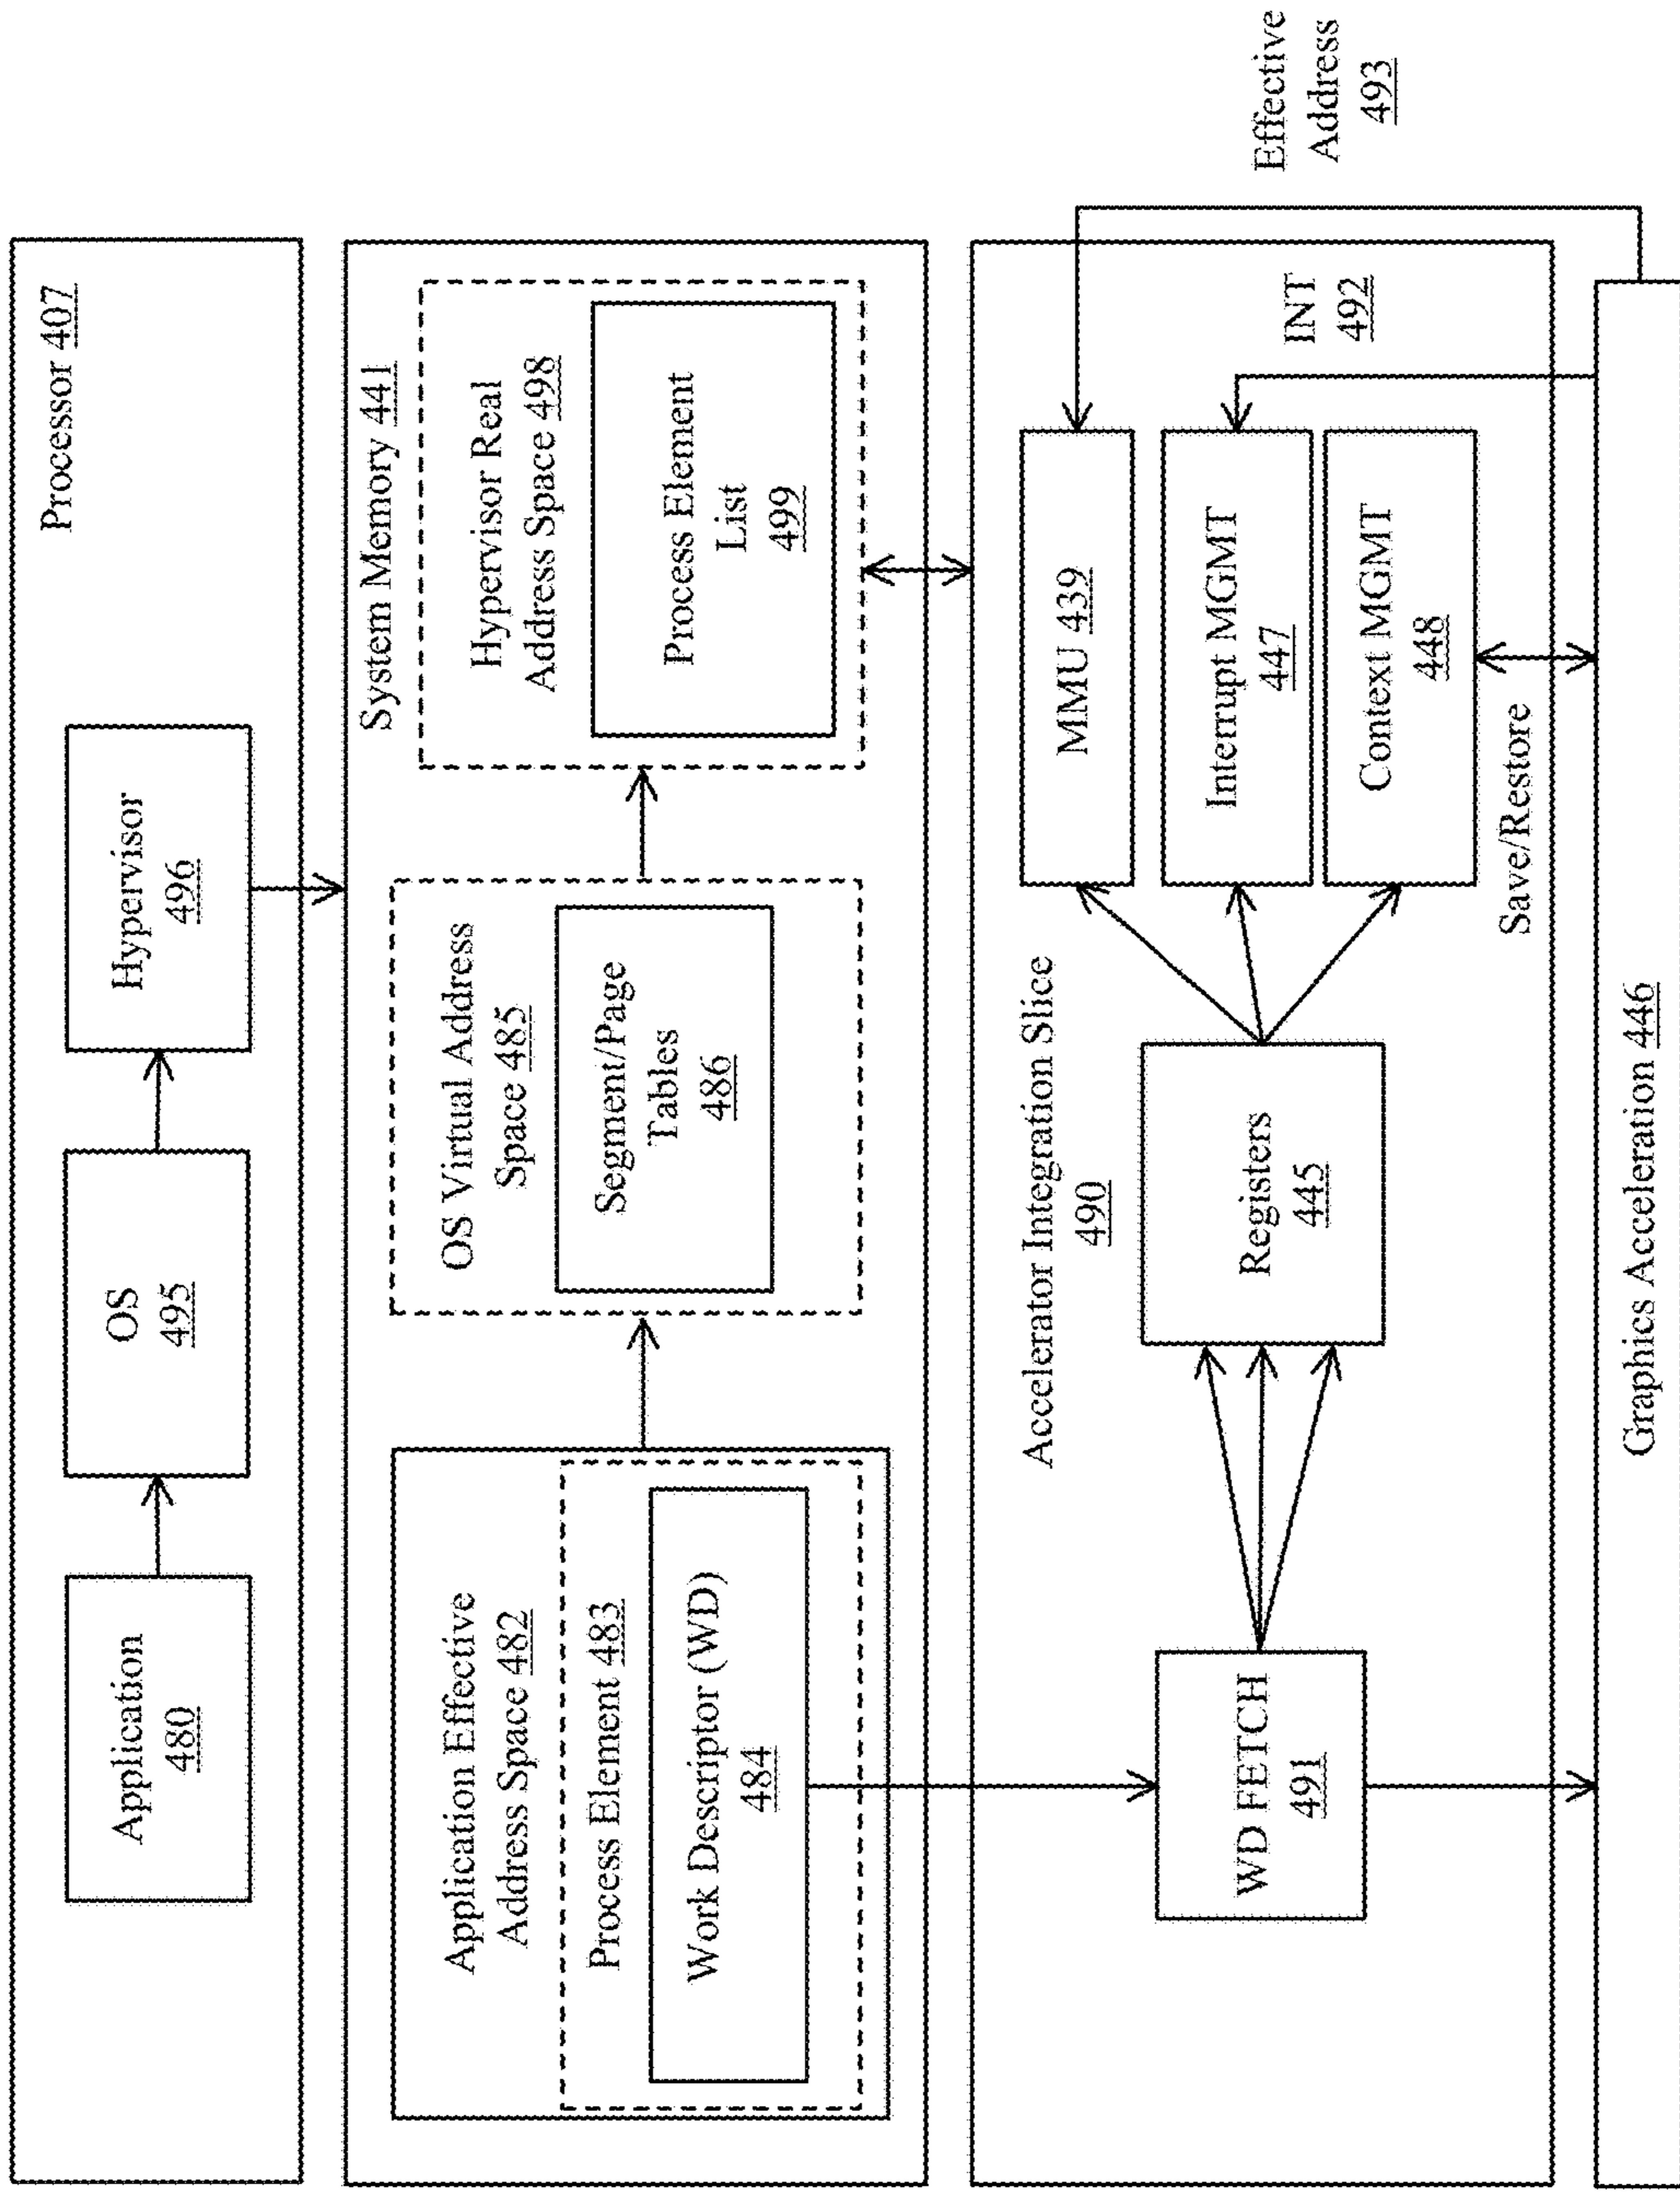 Processor 407
Application
480
OS
495
Hypervisor
496
System Memory 441
Application Effective
Address Space 482
Process Element 483
Work Descriptor (WD)
484
OS Virtual Address
Space 485
Segment/Page
Tables
486
Hypervisor Real
Address Space 498
Process Element
List
499
Accelerator Integration Slice
490
WD FETCH
491
Registers
445
MMU 439
Interrupt MGMT
447
Context MGMT
448
INT
492
Effective
Address
493
Save/Restore
Graphics Acceleration 446